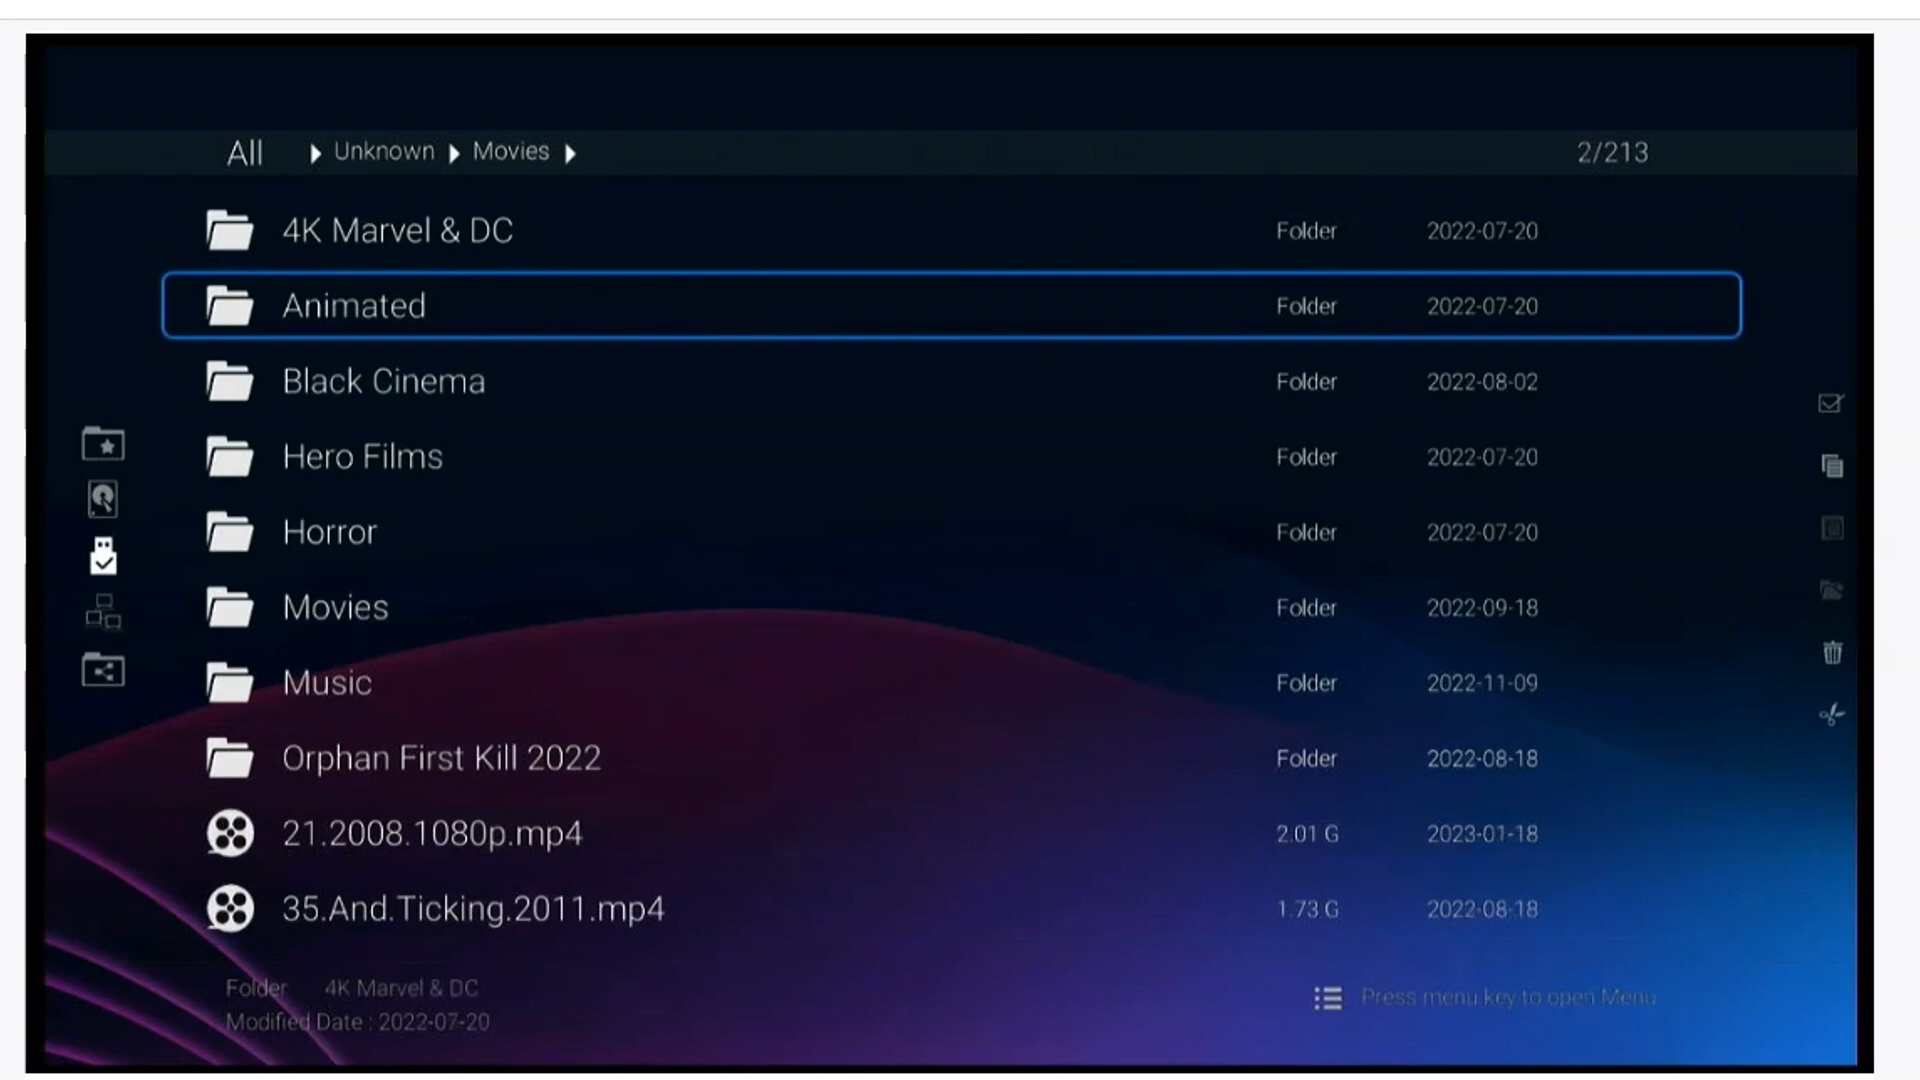 All Unknown Movies 2/213
4K Marvel & DC Folder 2022-07-20
Animated Folder 2022-07-20
Black Cinema Folder 2022-08-02
Hero Films Folder 2022-07-20
Horror Folder 2022-07-20
Movies Folder 2022-09-18
Music Folder 2022-11-09
Orphan First Kill 2022 Folder 2022-08-18
21.2008.1080p.mp4 2.01 G 2023-01-18
35.And.Ticking.2011.mp4 1.73 G 2022-08-18
Folder 4K Marvel & DC
Modified Date : 2022-07-20
Press menu key to open Menu